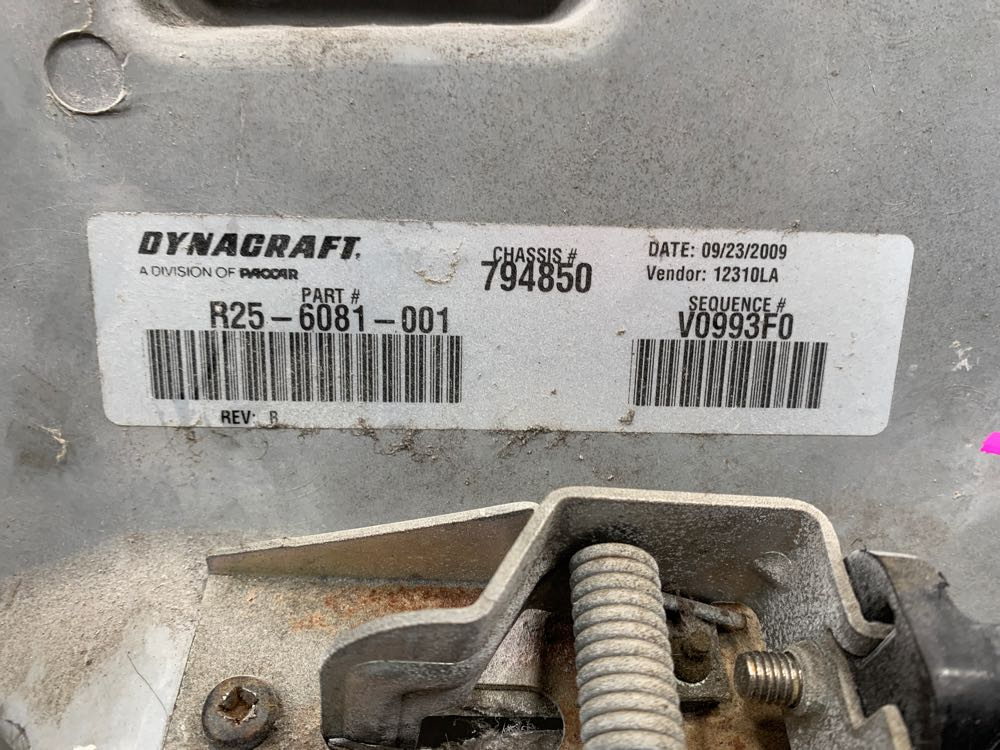 DYNACRAFT.
A DIVISION OF PACCAR
PART #
R25-6081-001
REV: B
CHASSIS #
794850
DATE: 09/23/2009
Vendor: 12310LA
SEQUENCE #
V0993F0